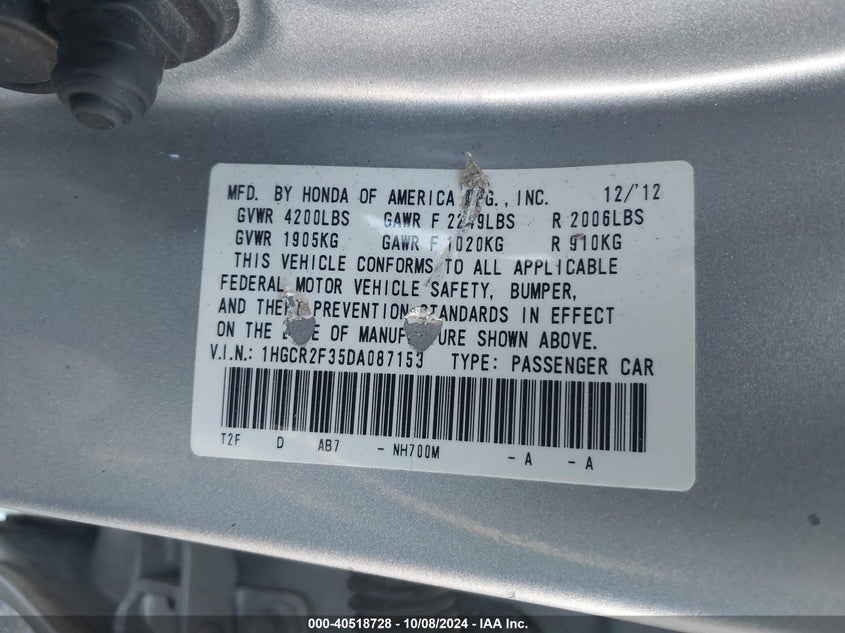 MFD. BY HONDA OF AMERICA MFG., INC. 12/'12
GVWR 4200LBS GAWR F 2249LBS R 2006LBS
GVWR 1905KG GAWR F 1020KG R 910KG
THIS VEHICLE CONFORMS TO ALL APPLICABLE
FEDERAL MOTOR VEHICLE SAFETY, BUMPER,
AND THEFT PREVENTION STANDARDS IN EFFECT
ON THE DATE OF MANUFACTURE SHOWN ABOVE.
V.I.N.: 1HGCR2F35DA087153 TYPE: PASSENGER CAR
T2F D AB7 - NH700M - A - A
000-40518728 - 10/08/2024 - IAA Inc.